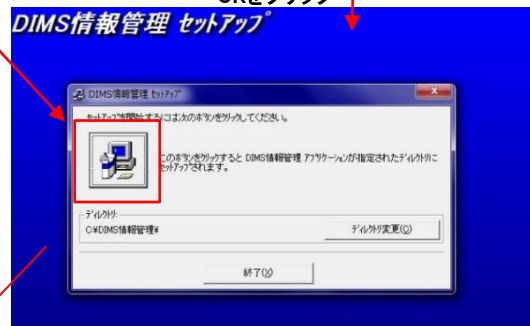 OKをクリック
DIMS情報管理 セットアップ
DIMS情報管理 セットアップ
セットアップを開始するには次のボタンをクリックしてください。
このボタンをクリックすると DIMS情報管理 アプリケーションが指定されたディレクトリに
セットアップされます。
ディレクトリ:
C:¥DIMS情報管理¥
ディレクトリ変更(C)
終了(X)